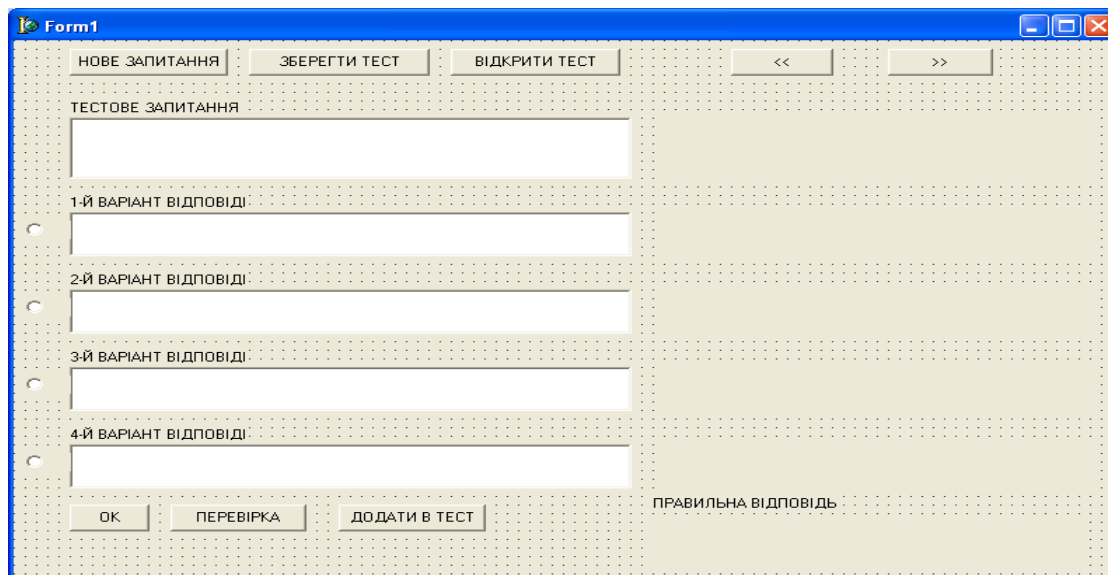 Form1
НОВЕ ЗАПИТАННЯ ЗБЕРЕГТИ ТЕСТ ВІДКРИТИ ТЕСТ << >>
ТЕСТОВЕ ЗАПИТАННЯ
1-Й ВАРІАНТ ВІДПОВІДІ
2-Й ВАРІАНТ ВІДПОВІДІ
3-Й ВАРІАНТ ВІДПОВІДІ
4-Й ВАРІАНТ ВІДПОВІДІ
ПРАВИЛЬНА ВІДПОВІДЬ
ОК ПЕРЕВІРКА ДОДАТИ В ТЕСТ